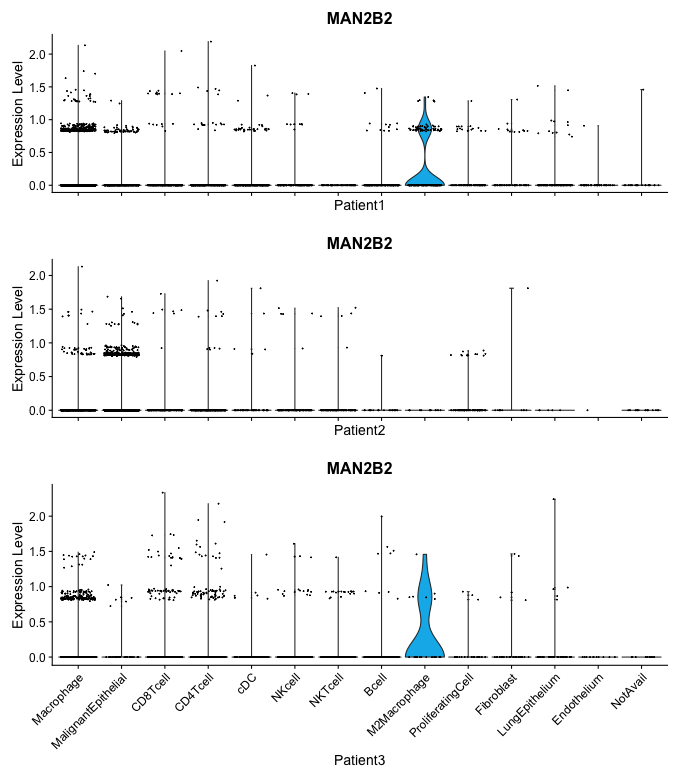 MAN2B2
Expression Level
2.0
1.5
1.0
0.5
0.0
Patient1
MAN2B2
Expression Level
2.0
1.5
1.0
0.5
0.0
Patient2
MAN2B2
Expression Level
2.0
1.5
1.0
0.5
0.0
Macrophage
MalignantEpithelial
CD8Tcell
CD4Tcell
cDC
NKcell
NKTcell
Bcell
M2Macrophage
ProliferatingCell
Fibroblast
LungEpithelium
Endothelium
NotAvail
Patient3